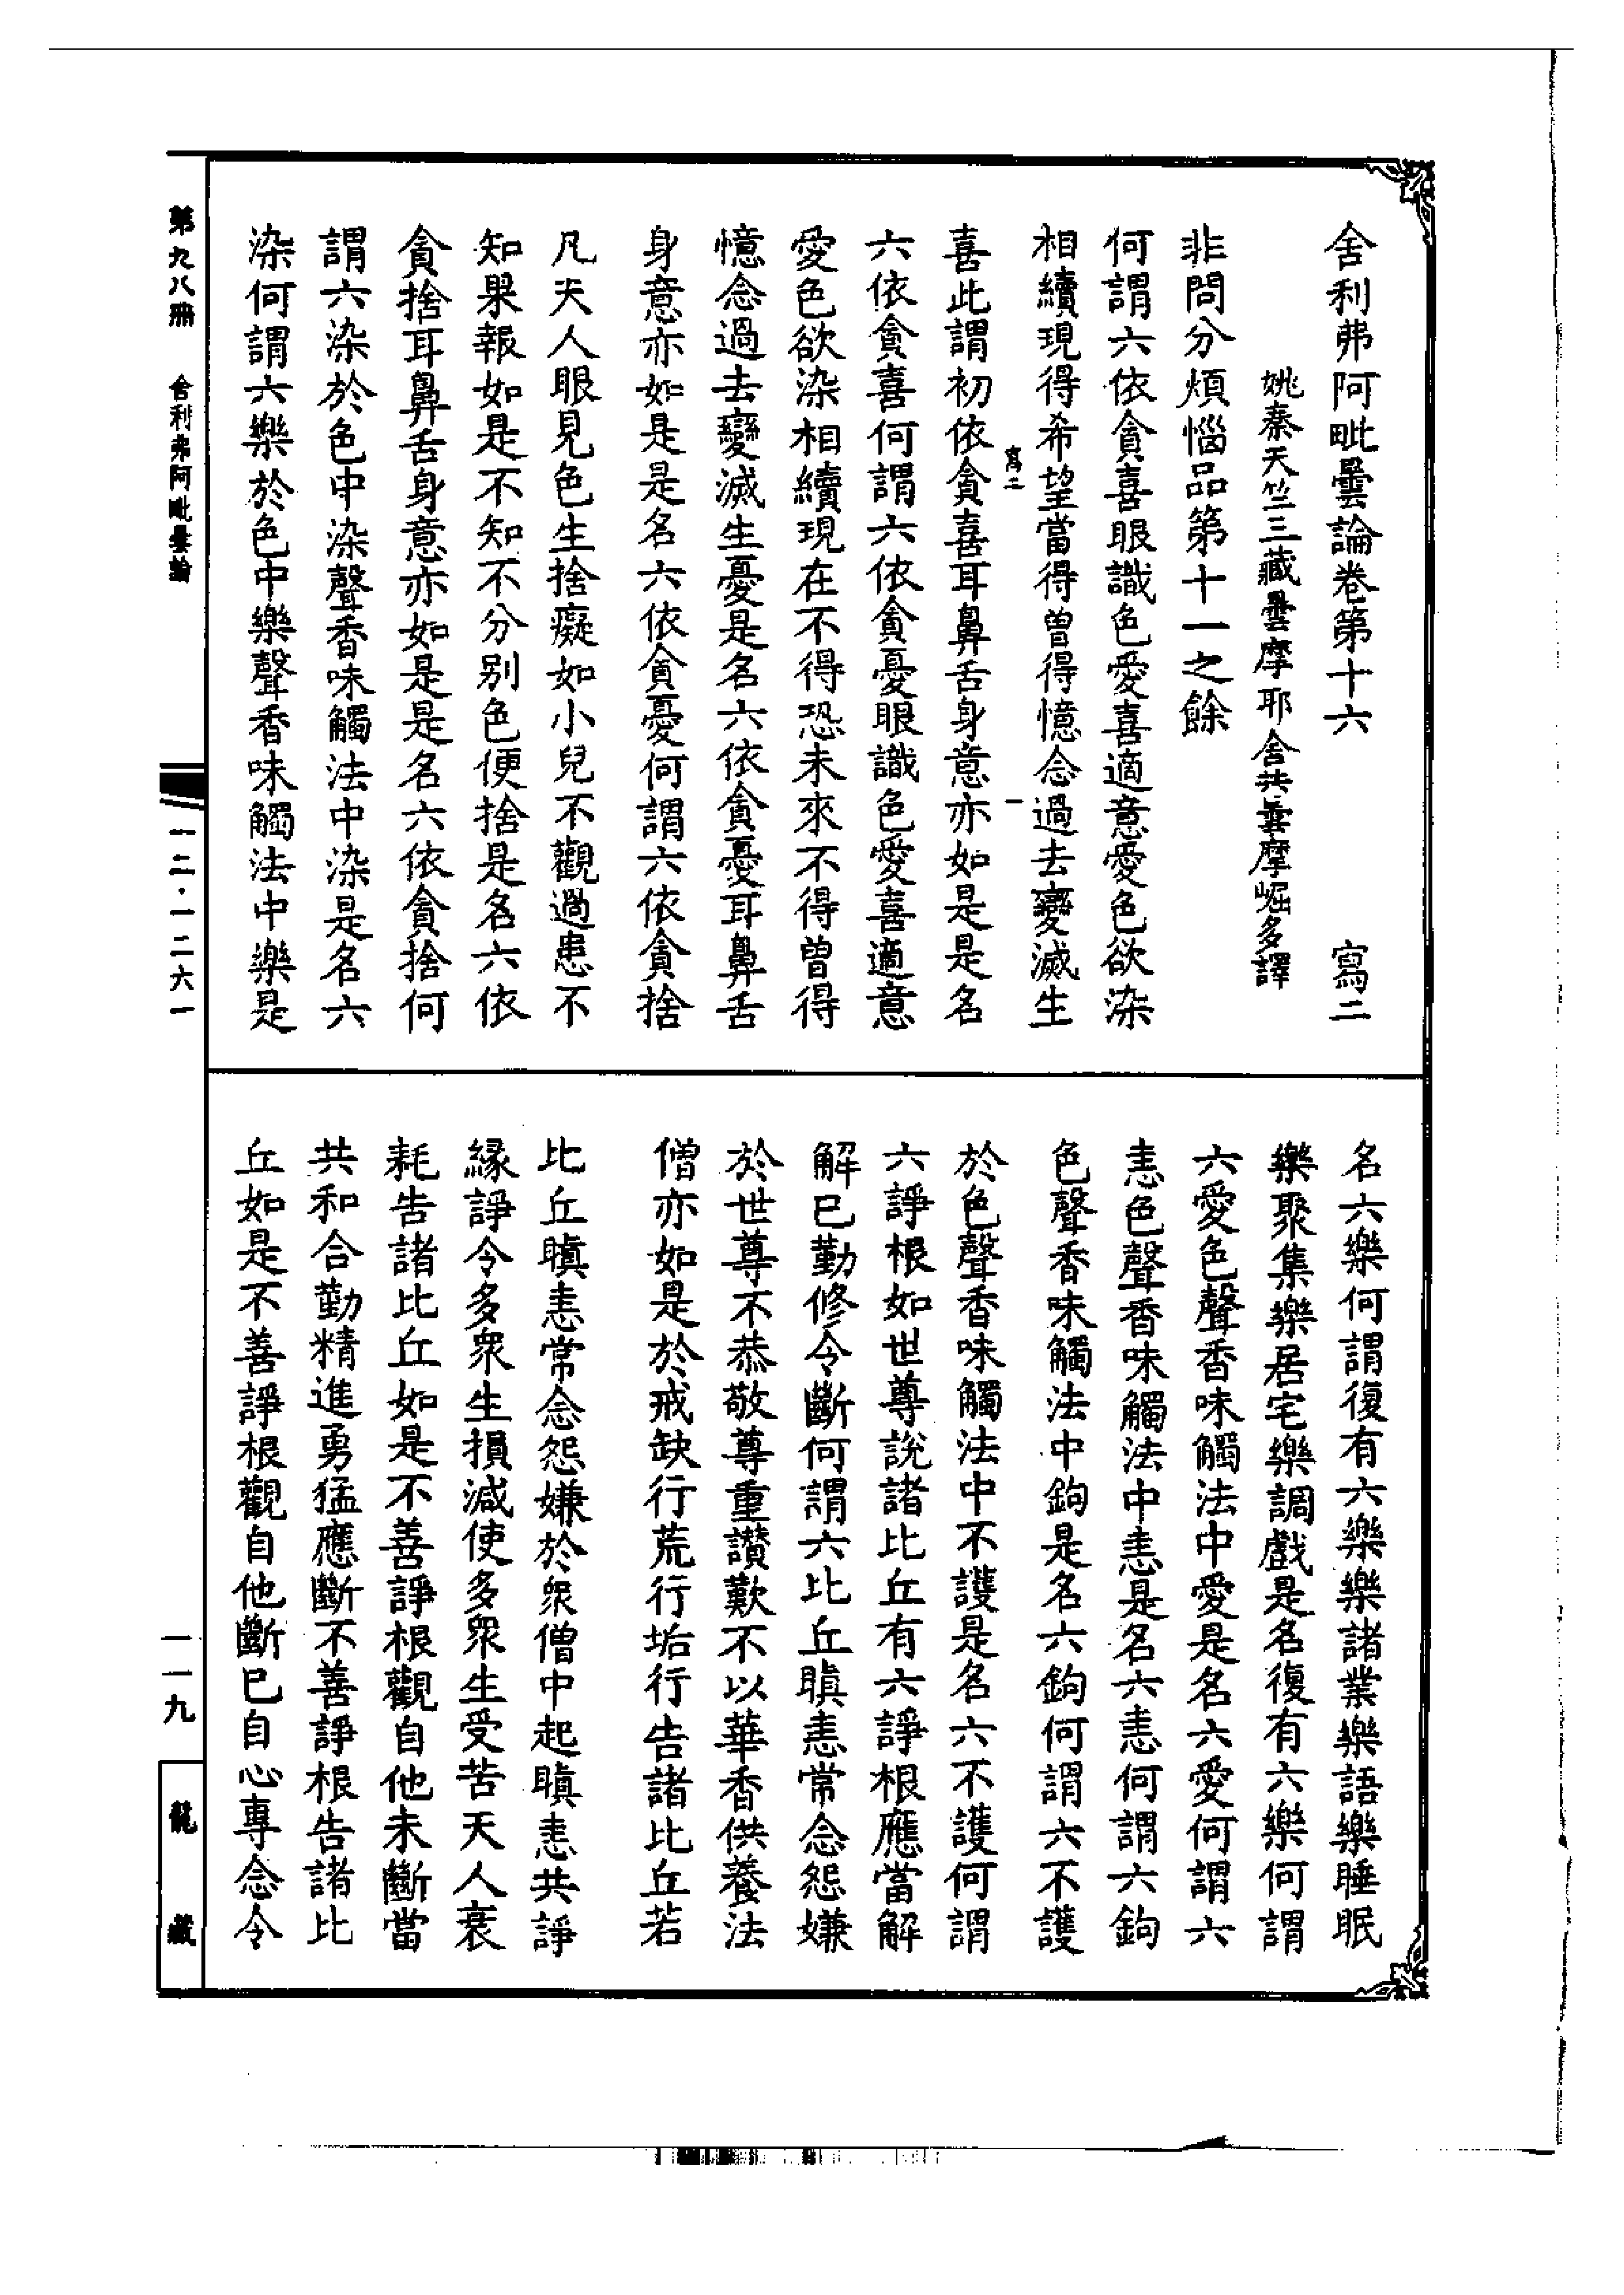 舍利弗阿毗曇論卷第十六　寫二
姚秦天竺三藏曇摩耶舍共曇摩崛多譯
非問分煩惱品第十一之餘
何謂六依貪喜眼識色愛喜適意愛色欲染
相續現得希望當得曾得憶念過去變滅生
寫二　一
喜此謂初依貪喜耳鼻舌身意亦如是是名
六依貪喜何謂六依貪憂眼識色愛喜適意
愛色欲染相續現在不得恐未來不得曾得
憶念過去變滅生憂是名六依貪憂耳鼻舌
身意亦如是是名六依貪憂何謂六依貪捨
凡夫人眼見色生捨癡如小兒不觀過患不
知果報如是不知不分别色便捨是名六依
貪捨耳鼻舌身意亦如是是名六依貪捨何
謂六染於色中染聲香味觸法中染是名六
染何謂六樂於色中樂聲香味觸法中樂是
名六樂何謂復有六樂樂諸業樂語樂睡眠
樂聚集樂居宅樂調戲是名復有六樂何謂
六愛色聲香味觸法中愛是名六愛何謂六
恚色聲香味觸法中恚是名六恚何謂六鉤
色聲香味觸法中鉤是名六鉤何謂六不護
於色聲香味觸法中不護是名六不護何謂
六諍根如世尊說諸比丘有六諍根應當解
解已勤修令斷何謂六比丘瞋恚常念怨嫌
於世尊不恭敬尊重讃歎不以華香供養法
僧亦如是於戒缺行荒行垢行告諸比丘若
比丘瞋恚常念怨嫌於衆僧中起瞋恚共諍
緣諍令多衆生損減使多衆生受苦天人衰
耗告諸比丘如是不善諍根觀自他未斷當
共和合勤精進勇猛應斷不善諍根告諸比
丘如是不善諍根觀自他斷已自心專念令
第九八冊　舍利弗阿毗曇論
一二·一二六一
一一九
龍藏